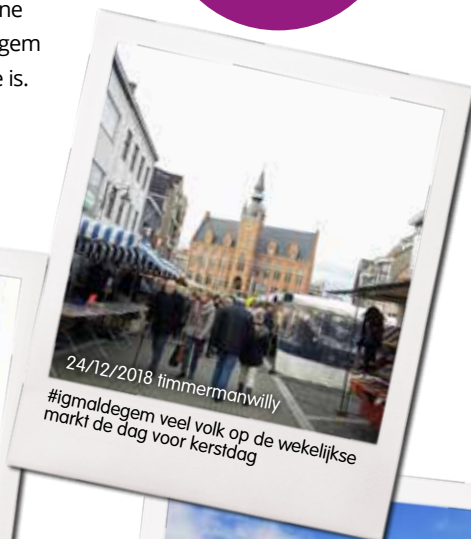 ne
gem
is.
24/12/2018 timmermanwilly
#igmaldegem veel volk op de wekelijkse
markt de dag voor kerstdag